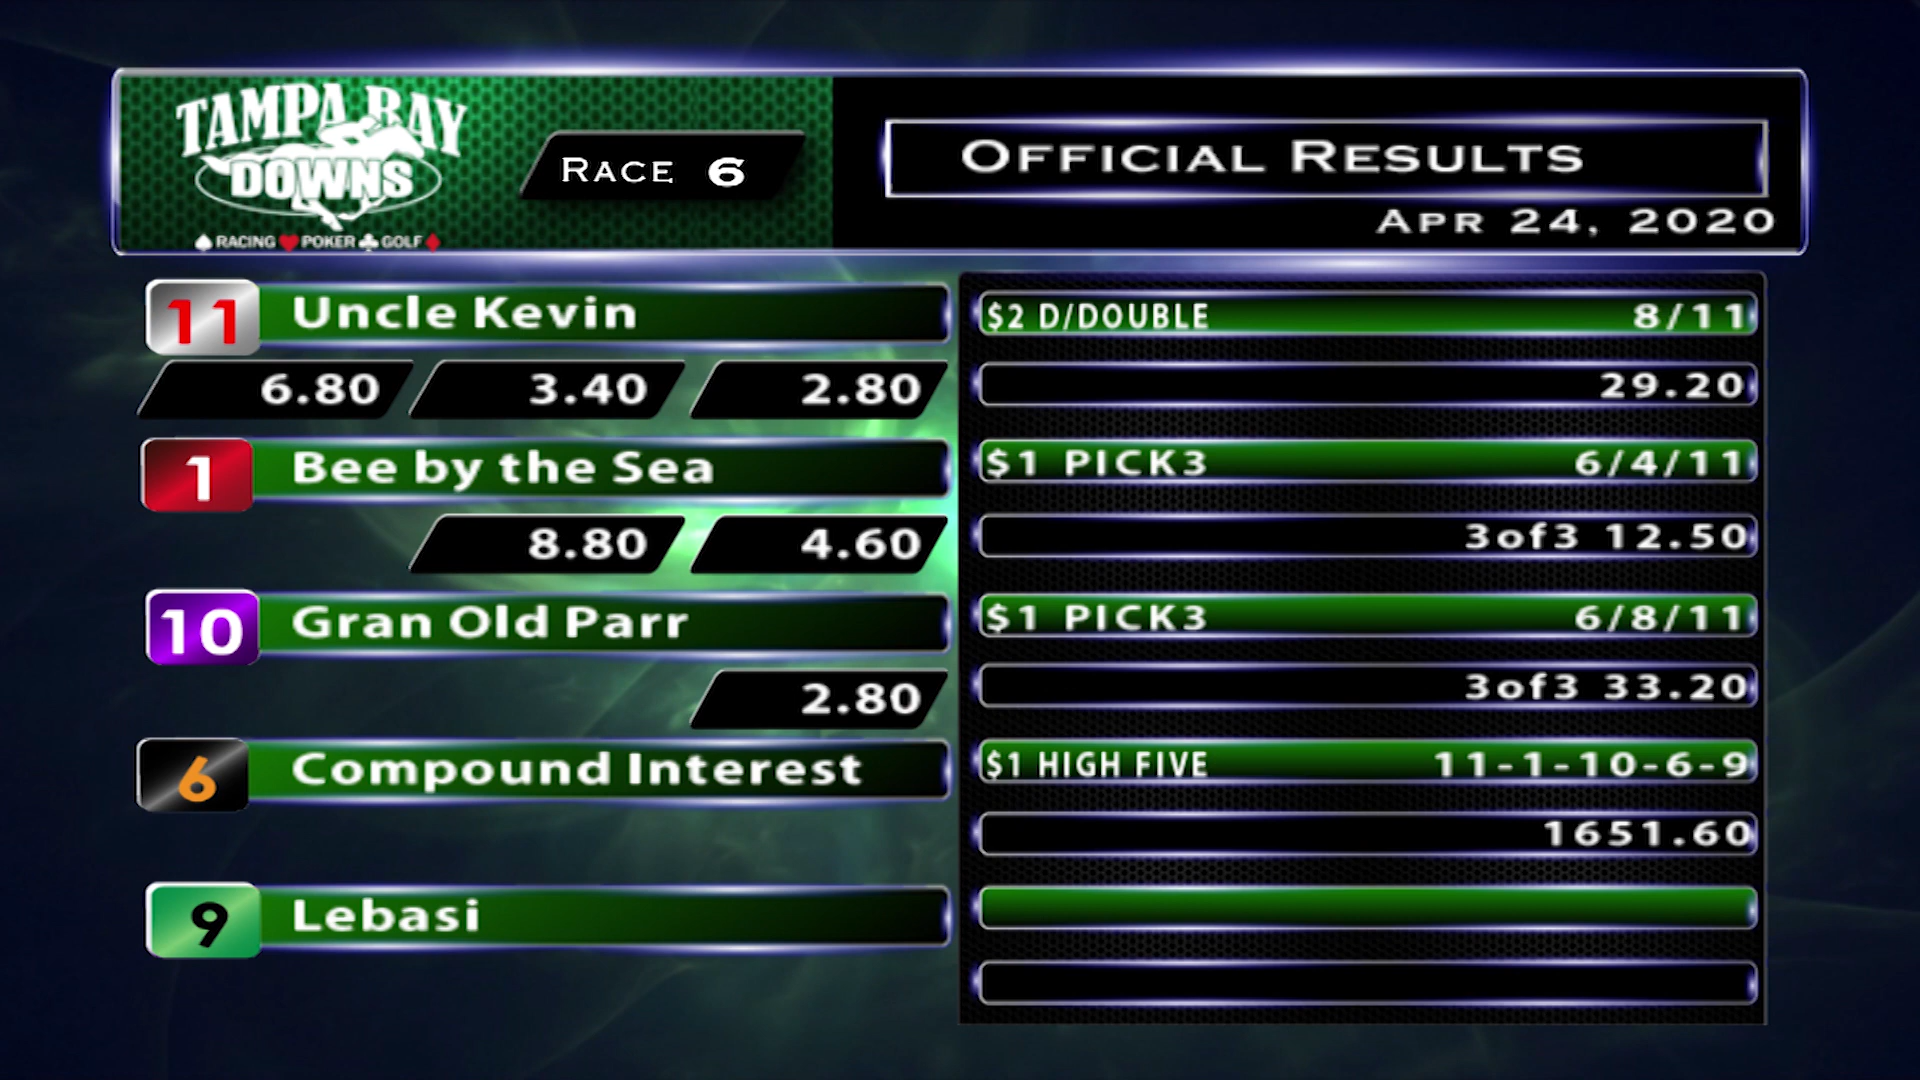 TAMPA BAY
DOWNS
RACING POKER GOLF
RACE 6
OFFICIAL RESULTS
APR 24, 2020
11 Uncle Kevin
6.80 3.40 2.80
1 Bee by the Sea
8.80 4.60
10 Gran Old Parr
2.80
6 Compound Interest
9 Lebasi
$2 D/DOUBLE 8/11
29.20
$1 PICK3 6/4/11
3of3 12.50
$1 PICK3 6/8/11
3of3 33.20
$1 HIGH FIVE 11-1-10-6-9
1651.60